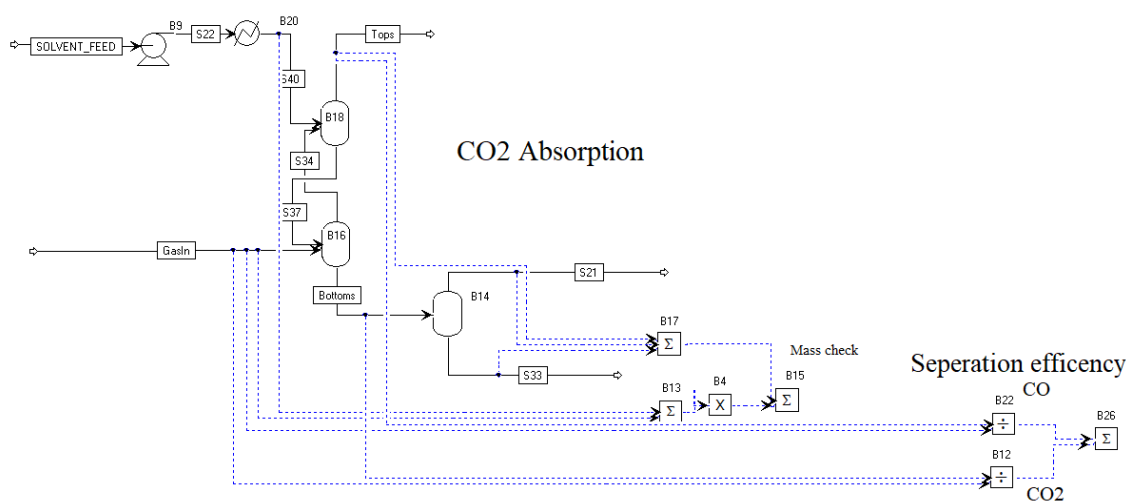 B9
B20
SOLVENT_FEED
S22
Tops
S40
B18
CO2 Absorption
S34
S37
B16
GasIn
Bottoms
B14
S21
B17
Σ
Mass check
Seperation efficency
S33
B13
Σ
B4
X
B15
Σ
CO
B22
÷
B26
Σ
B12
÷
CO2